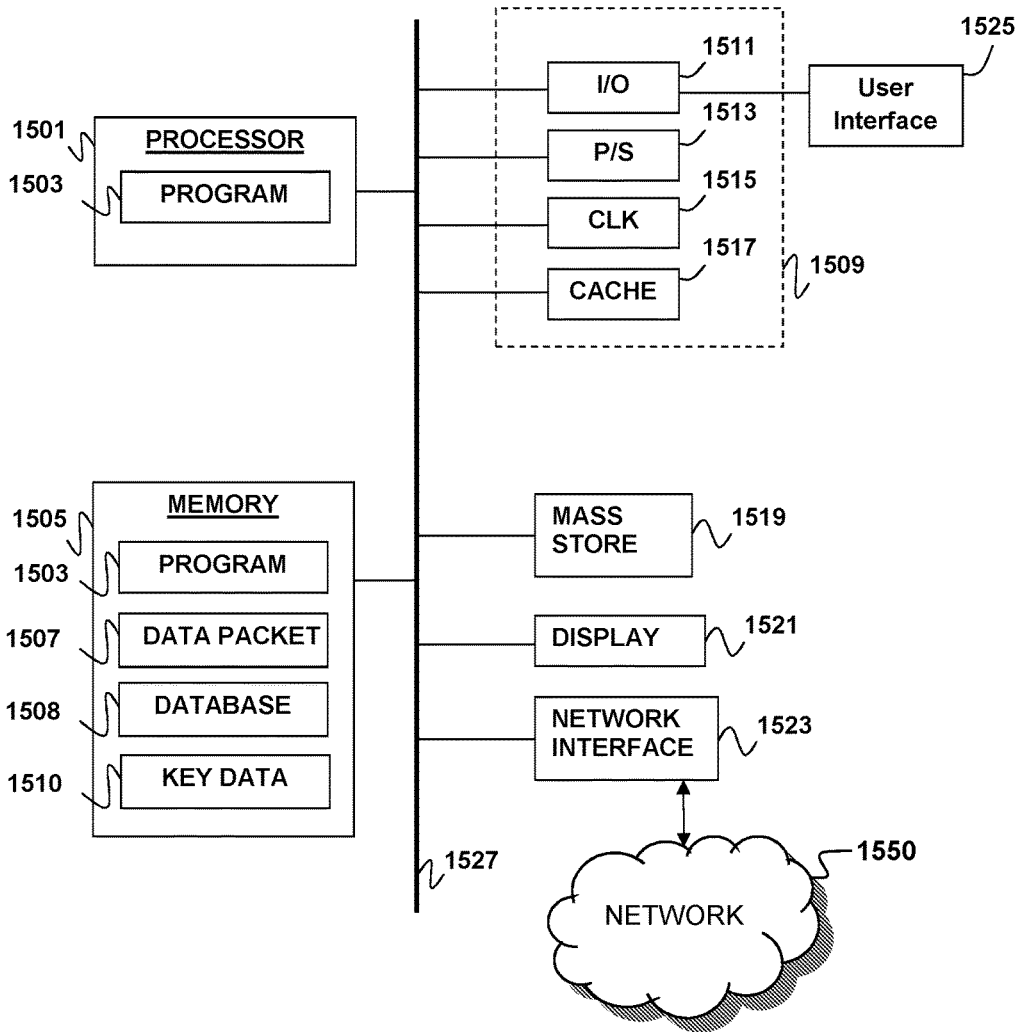 1501
PROCESSOR
1503
PROGRAM
1511
I/O
1525
User
Interface
1513
P/S
1515
CLK
1517
CACHE
1509
1505
MEMORY
1503
PROGRAM
1507
DATA PACKET
1508
DATABASE
1510
KEY DATA
1519
MASS
STORE
1521
DISPLAY
1523
NETWORK
INTERFACE
1527
1550
NETWORK